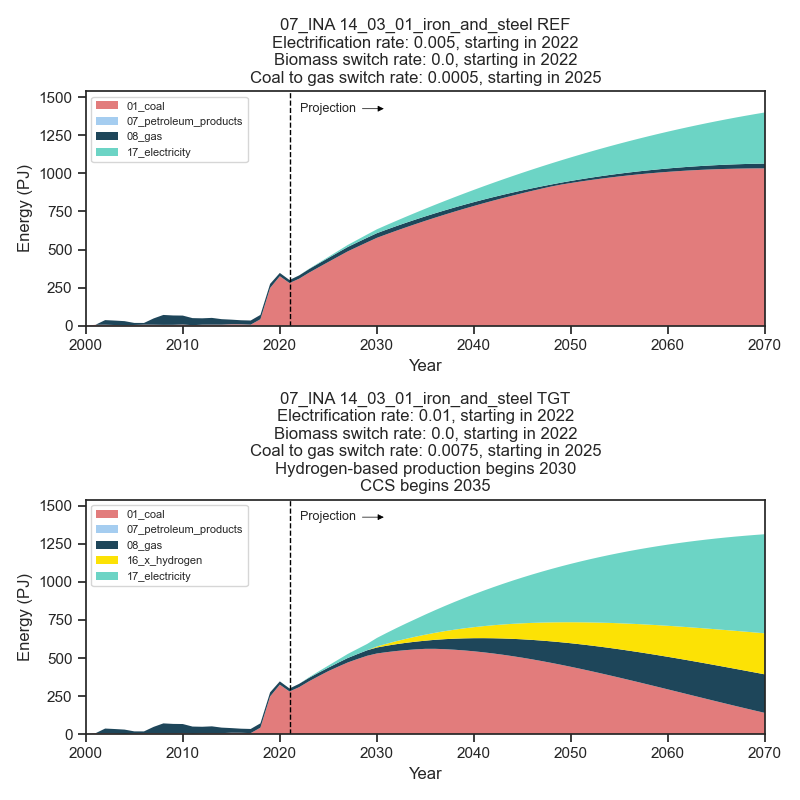 07_INA 14_03_01_iron_and_steel REF
Electrification rate: 0.005, starting in 2022
Biomass switch rate: 0.0, starting in 2022
Coal to gas switch rate: 0.0005, starting in 2025
Energy (PJ)
1500
1250
1000
750
500
250
0
01_coal
07_petroleum_products
08_gas
17_electricity
Projection
2000 2010 2020 2030 2040 2050 2060 2070
Year
07_INA 14_03_01_iron_and_steel TGT
Electrification rate: 0.01, starting in 2022
Biomass switch rate: 0.0, starting in 2022
Coal to gas switch rate: 0.0075, starting in 2025
Hydrogen-based production begins 2030
CCS begins 2035
Energy (PJ)
1500
1250
1000
750
500
250
0
01_coal
07_petroleum_products
08_gas
16_x_hydrogen
17_electricity
Projection
2000 2010 2020 2030 2040 2050 2060 2070
Year